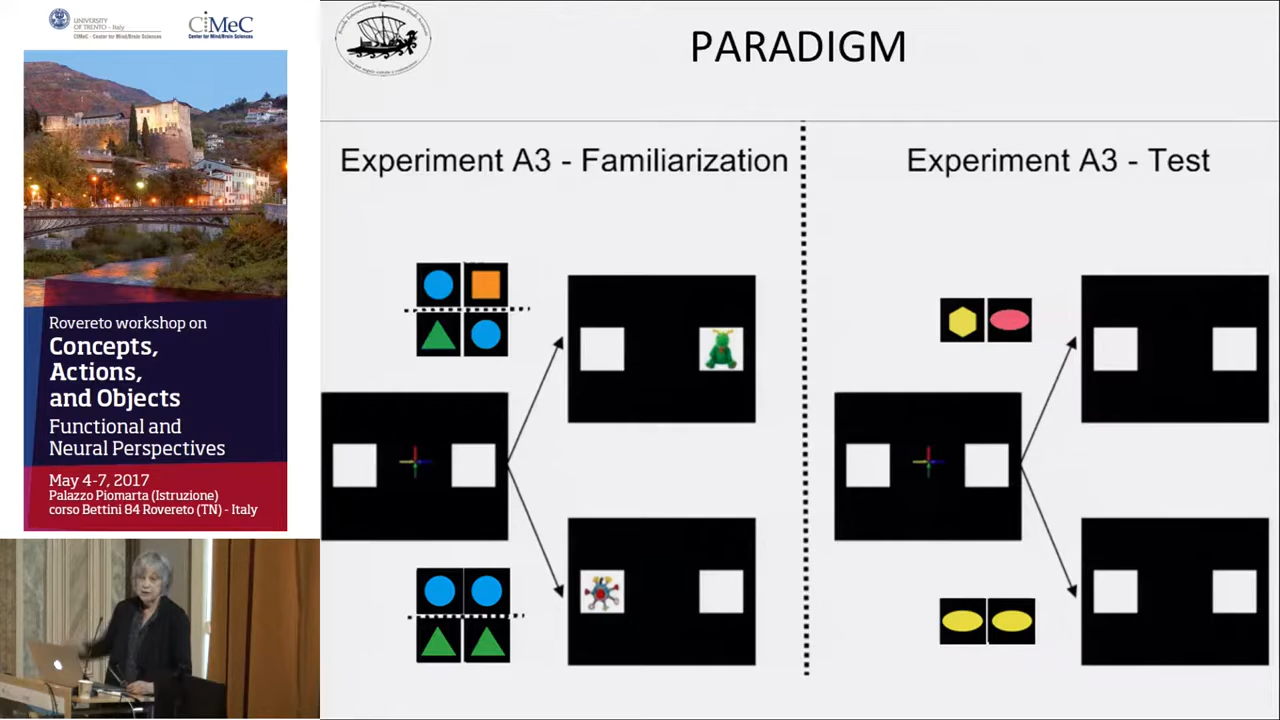 UNIVERSITY
OF TRENTO - Italy
CIMeC - Center for Mind/Brain Sciences
CiMeC
Center for Mind/Brain Sciences
Rovereto workshop on
Concepts,
Actions,
and Objects
Functional and
Neural Perspectives
May 4-7, 2017
Palazzo Piomarta (Istruzione)
corso Bettini 84 Rovereto (TN) - Italy
PARADIGM
Experiment A3 - Familiarization
Experiment A3 - Test